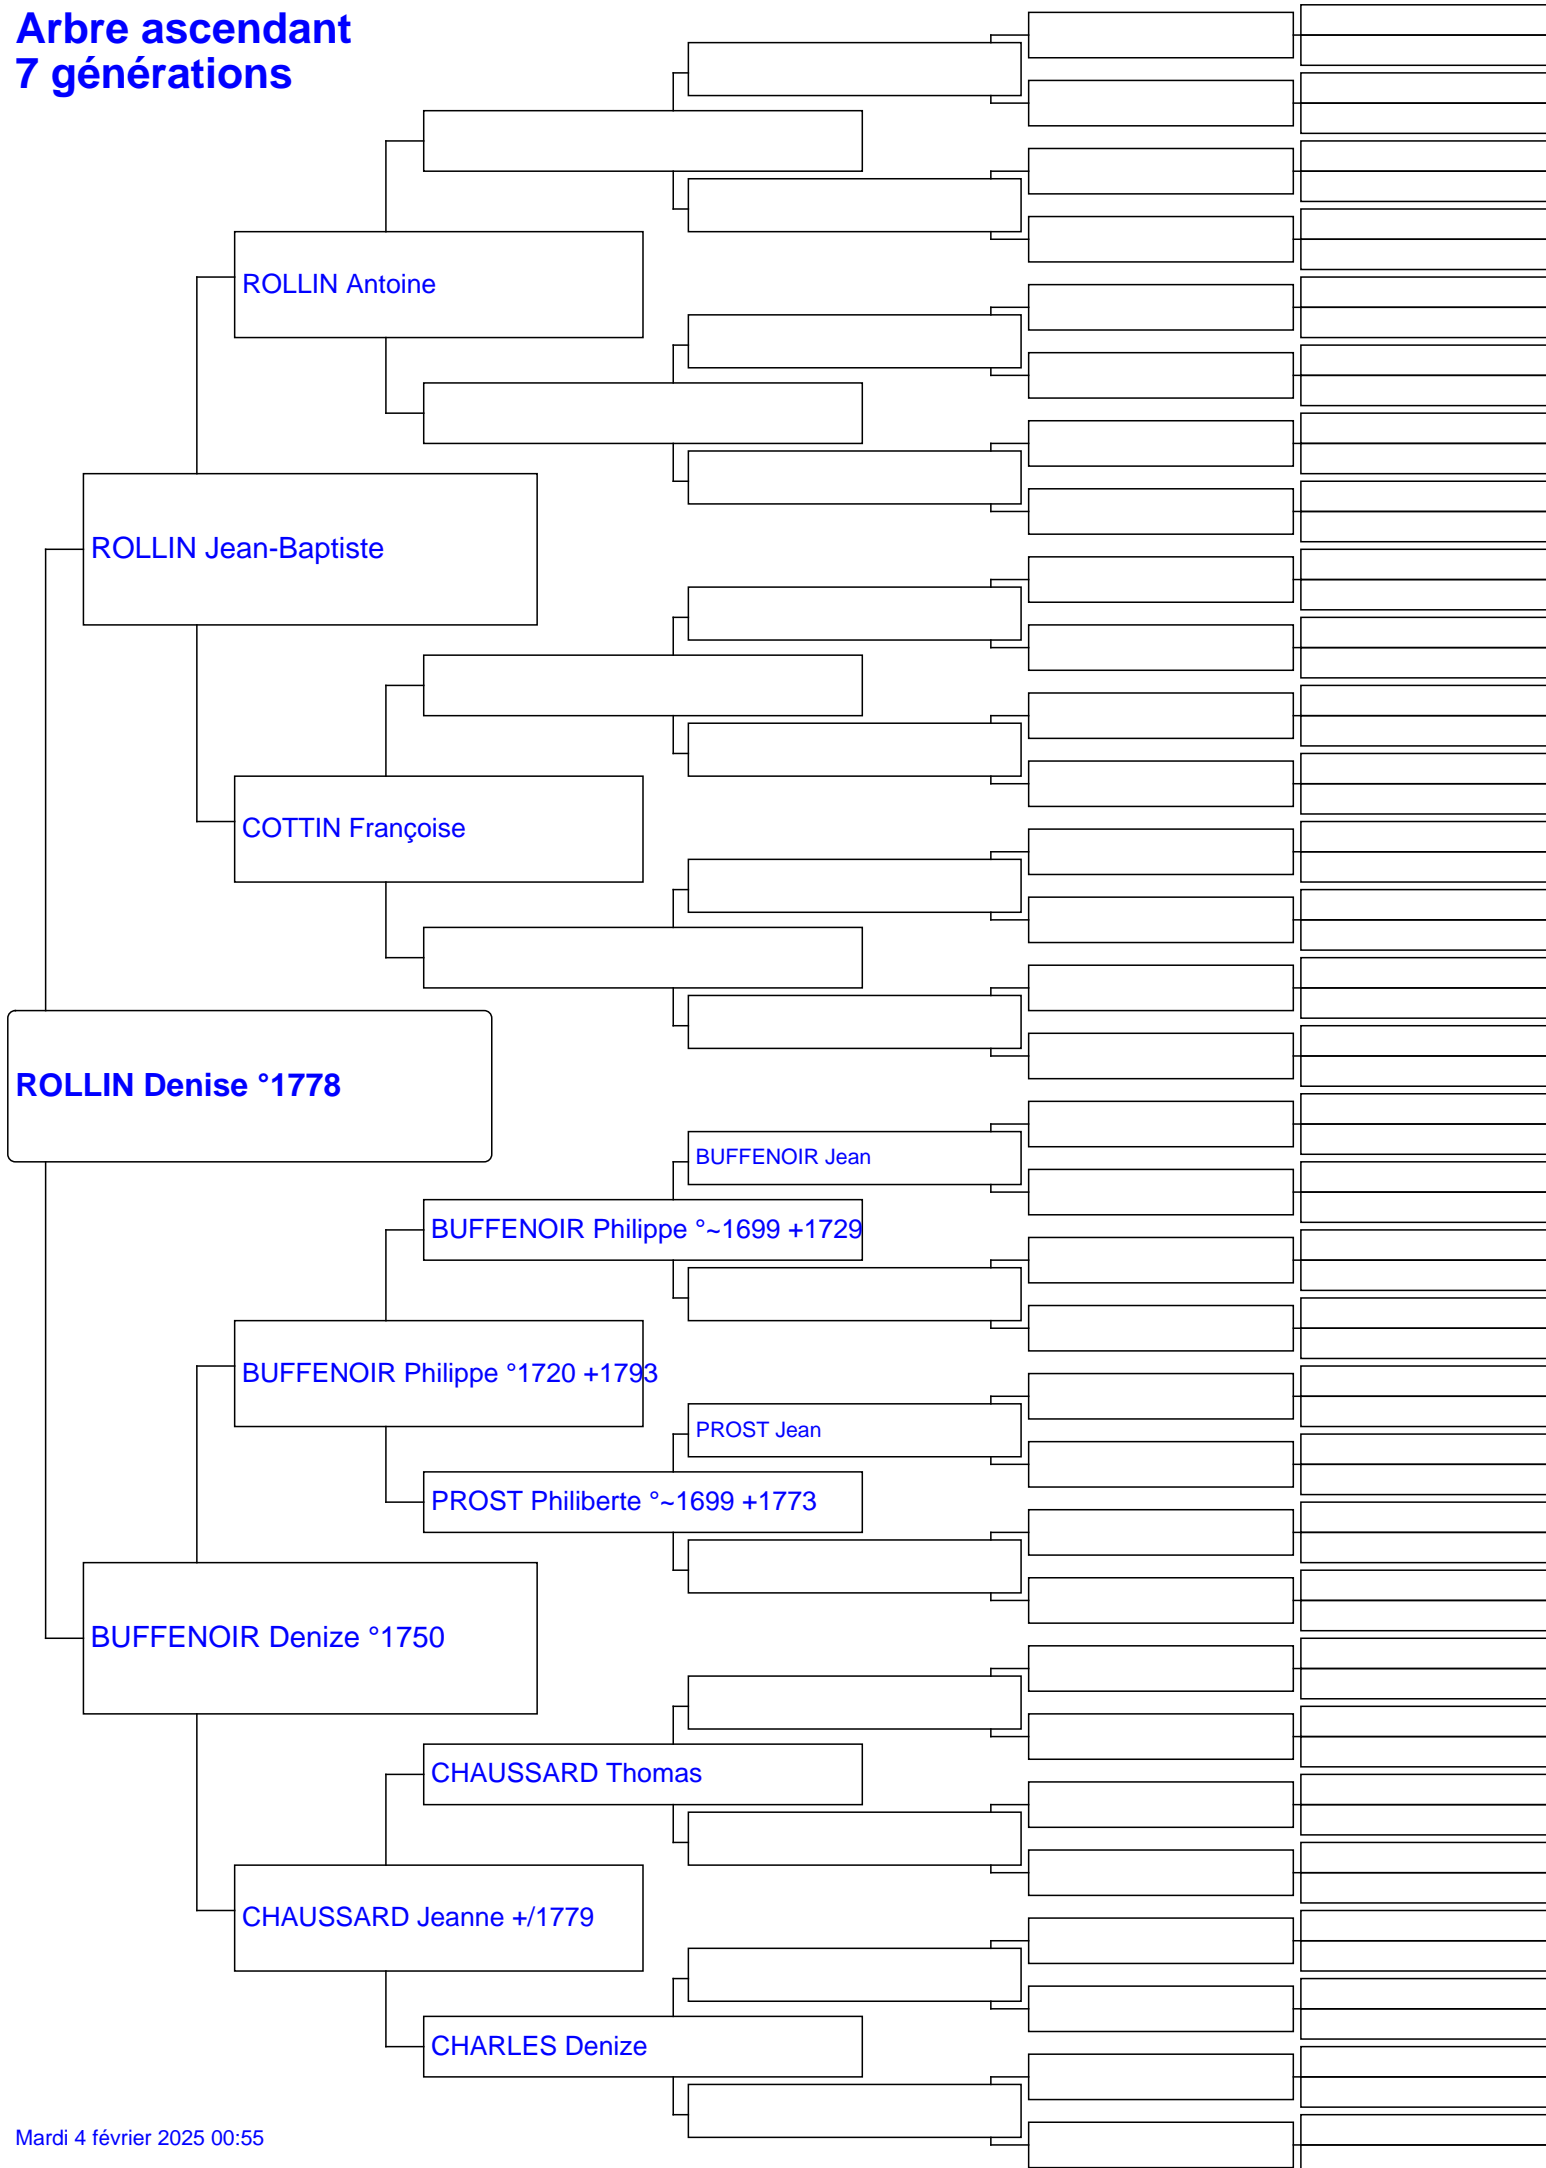 Arbre ascendant
7 générations
ROLLIN Antoine
ROLLIN Jean-Baptiste
COTTIN Françoise
ROLLIN Denise °1778
BUFFENOIR Jean
BUFFENOIR Philippe °~1699 +1729
BUFFENOIR Philippe °1720 +1793
PROST Jean
PROST Philiberte °~1699 +1773
BUFFENOIR Denize °1750
CHAUSSARD Thomas
CHAUSSARD Jeanne +/1779
CHARLES Denize
Mardi 4 février 2025 00:55